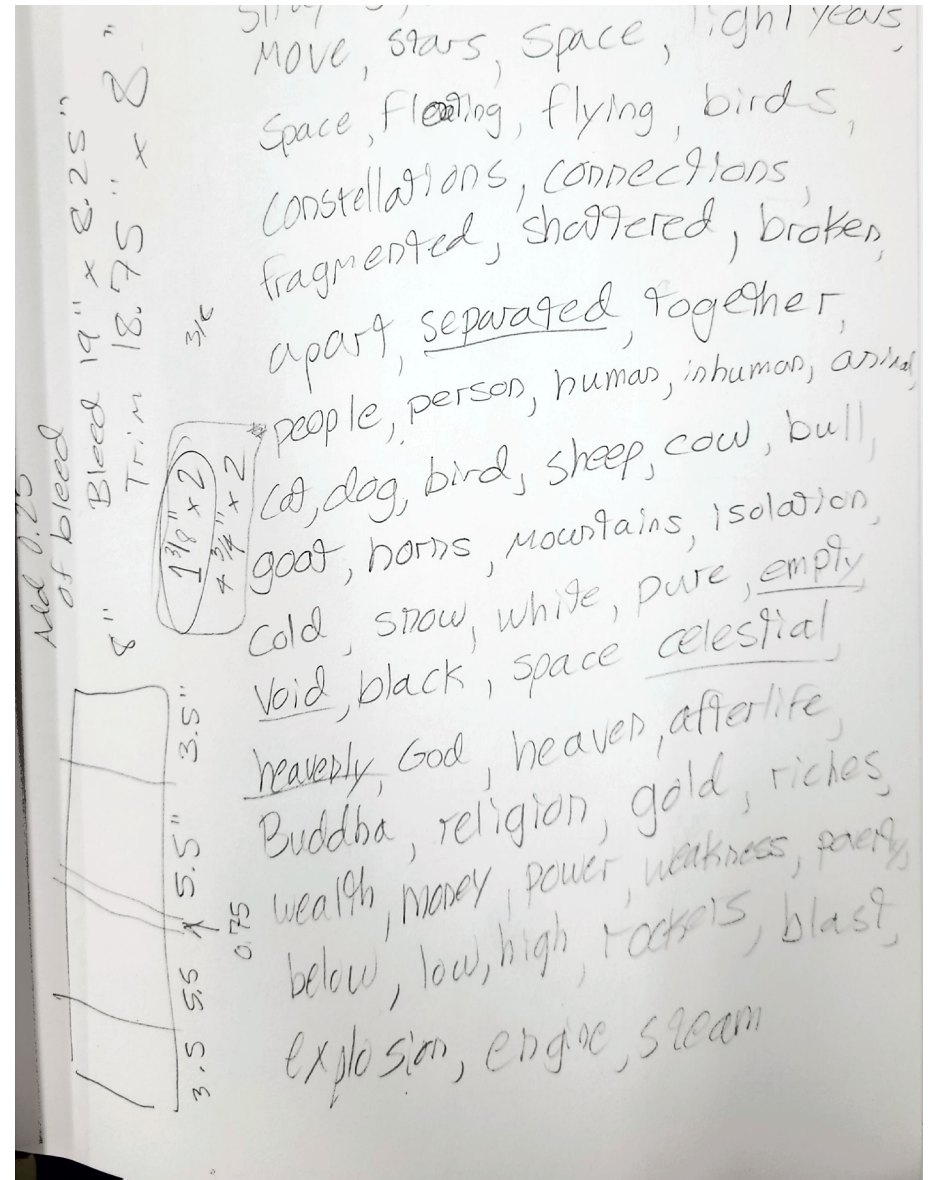 Move, stars, space, light years,
Space, floating, flying, birds,
constellations, connections,
fragmented, shattered, broken,
apart, separated, together,
people, person, human, inhuman, animal,
cat, dog, bird, sheep, cow, bull,
goat, horns, mountains, isolation,
cold, snow, white, pure, empty
void, black, space celestial,
heavenly, God, heaven, afterlife,
Buddha, religion, gold, riches,
wealth, money, power, weakness, poverty,
below, low, high, rockets, blast,
explosion, engine, steam
Add 0.25
of bleed
Bleed 19" x 8.25"
Trim 18.75" x 8"
8"
1 3/8" x 2
4 3/4" x 2
3.5 5.5 5.5" 3.5"
0.75